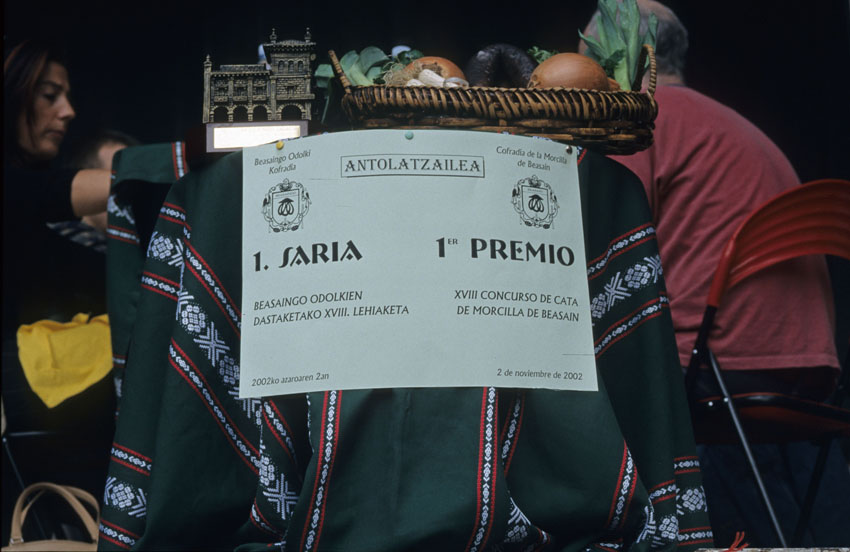 Beasaingo Odolki
Kofradia
ANTOLATZAILEA
Cofradía de la Morcilla
de Beasain
1. SARIA
1ER PREMIO
BEASAINGO ODOLKIEN
DASTAKETAKO XVIII. LEHIAKETA
XVIII CONCURSO DE CATA
DE MORCILLA DE BEASAIN
2002ko azaroaren 2an
2 de noviembre de 2002